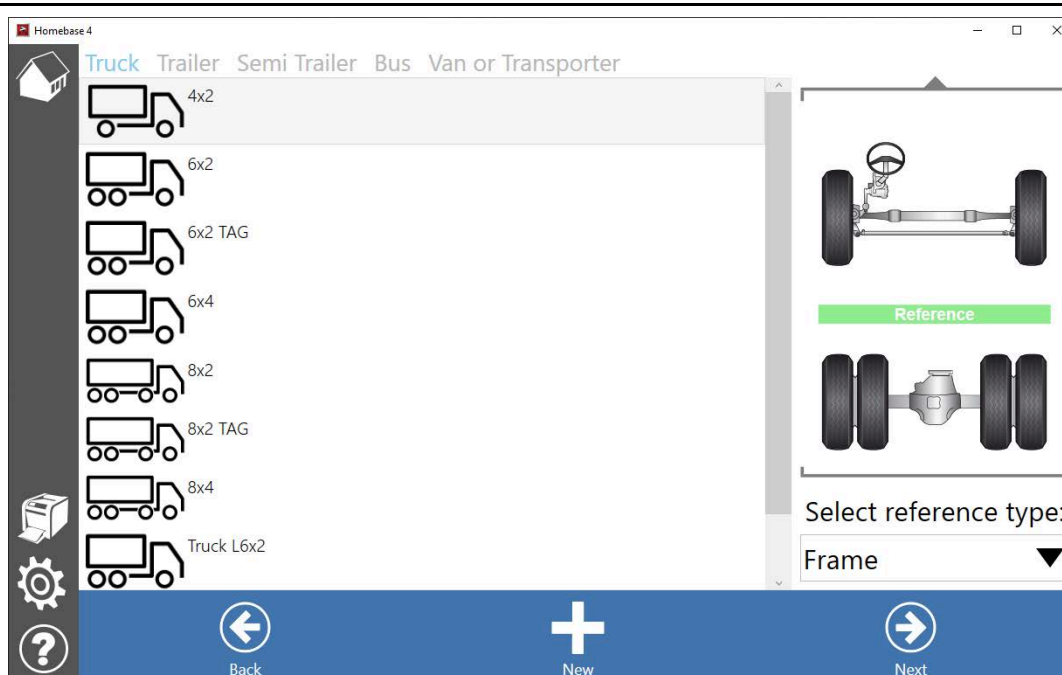 Homebase 4
Truck Trailer Semi Trailer Bus Van or Transporter
4x2
6x2
6x2 TAG
6x4
8x2
8x2 TAG
8x4
Truck L6x2
Reference
Select reference type:
Frame
Back
New
Next